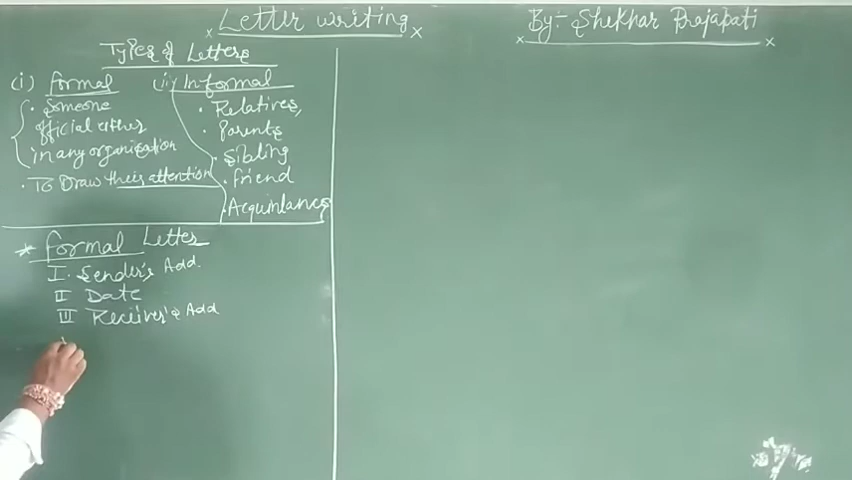 Letter writing
By:- Shekhar Prajapati
Types of Letters
(i) formal
• Someone
official either
in any organisation
• To Draw their attention
(ii) Informal
• Relatives,
• Parents
• Sibling
• friend
• Acquintances
* formal Letter
I. Sender's Add.
II Date
III Receiver's Add